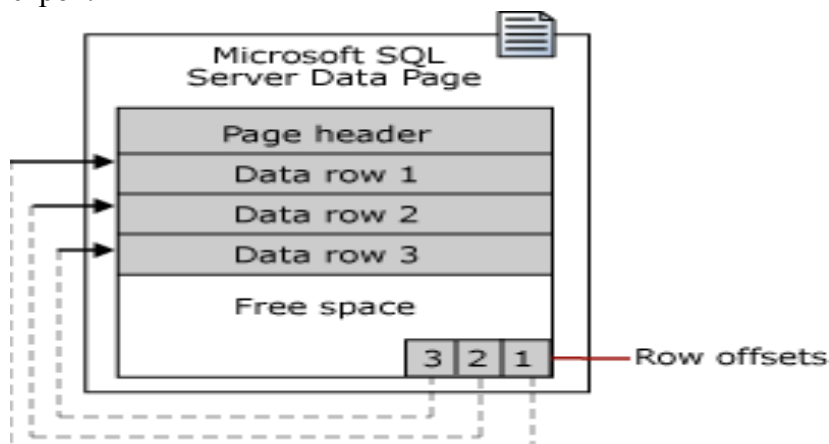 Microsoft SQL
Server Data Page
Page header
Data row 1
Data row 2
Data row 3
Free space
3 2 1
Row offsets